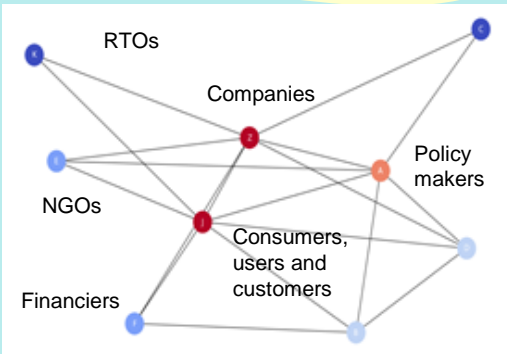 RTOs
C
K
Companies
Z
Policy
makers
A
E
NGOs
J
Consumers,
users and
customers
D
Financiers
F